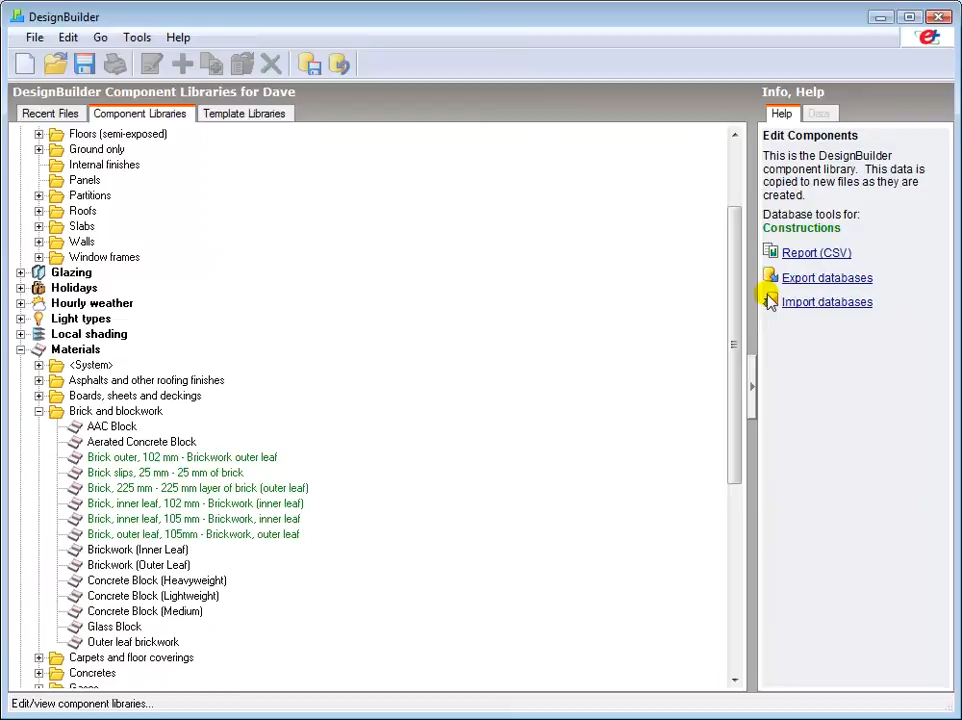 DesignBuilder
File Edit Go Tools Help
DesignBuilder Component Libraries for Dave
Info, Help
Recent Files Component Libraries Template Libraries
Help Data
Floors (semi-exposed)
Ground only
Internal finishes
Panels
Partitions
Roofs
Slabs
Walls
Window frames
Glazing
Holidays
Hourly weather
Light types
Local shading
Materials
<System>
Asphalts and other roofing finishes
Boards, sheets and deckings
Brick and blockwork
AAC Block
Aerated Concrete Block
Brick outer, 102 mm - Brickwork outer leaf
Brick slips, 25 mm - 25 mm of brick
Brick, 225 mm - 225 mm layer of brick (outer leaf)
Brick, inner leaf, 102 mm - Brickwork (inner leaf)
Brick, inner leaf, 105 mm - Brickwork, inner leaf
Brick, outer leaf, 105mm - Brickwork, outer leaf
Brickwork (Inner Leaf)
Brickwork (Outer Leaf)
Concrete Block (Heavyweight)
Concrete Block (Lightweight)
Concrete Block (Medium)
Glass Block
Outer leaf brickwork
Carpets and floor coverings
Concretes
Gases
Edit Components
This is the DesignBuilder
component library. This data is
copied to new files as they are
created.
Database tools for:
Constructions
Report (CSV)
Export databases
Import databases
Edit/view component libraries...